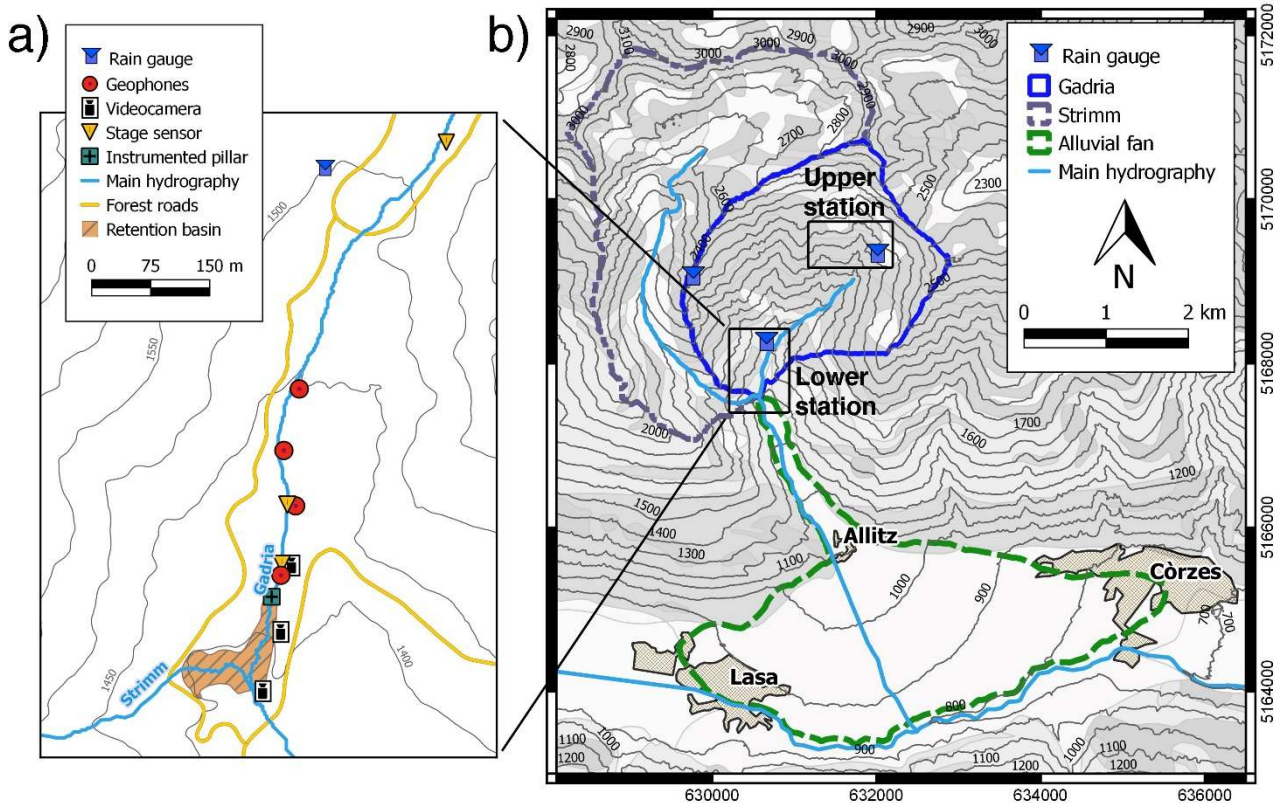 a)
Rain gauge
Geophones
Videocamera
Stage sensor
Instrumented pillar
Main hydrography
Forest roads
Retention basin
0 75 150 m
1500
1550
1450
1400
Gadria
Strimm
b)
Rain gauge
Gadria
Strimm
Alluvial fan
Main hydrography
N
0 1 2 km
2900
2800
3100
3000
3000
2900
3000
2900
3000
3000
2900
2800
2700
2600
2500
2300
2400
2500
2000
Upper
station
Lower
station
1700
1600
1200
1500
1400
1300
1100
Allitz
1000
900
Còrzes
700
700
Lasa
800
900
1000
1000
1100
1200
1100
1200
5172000
5170000
5168000
5166000
5164000
630000
632000
634000
636000